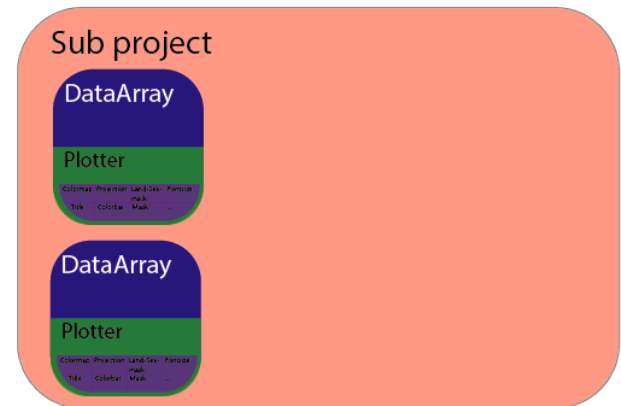 Sub project
DataArray
Plotter
Colormap Projection Land-Sea- Fontsize
mask
Title Colorbar Mask ...
DataArray
Plotter
Colormap Projection Land-Sea- Fontsize
mask
Title Colorbar Mask ...